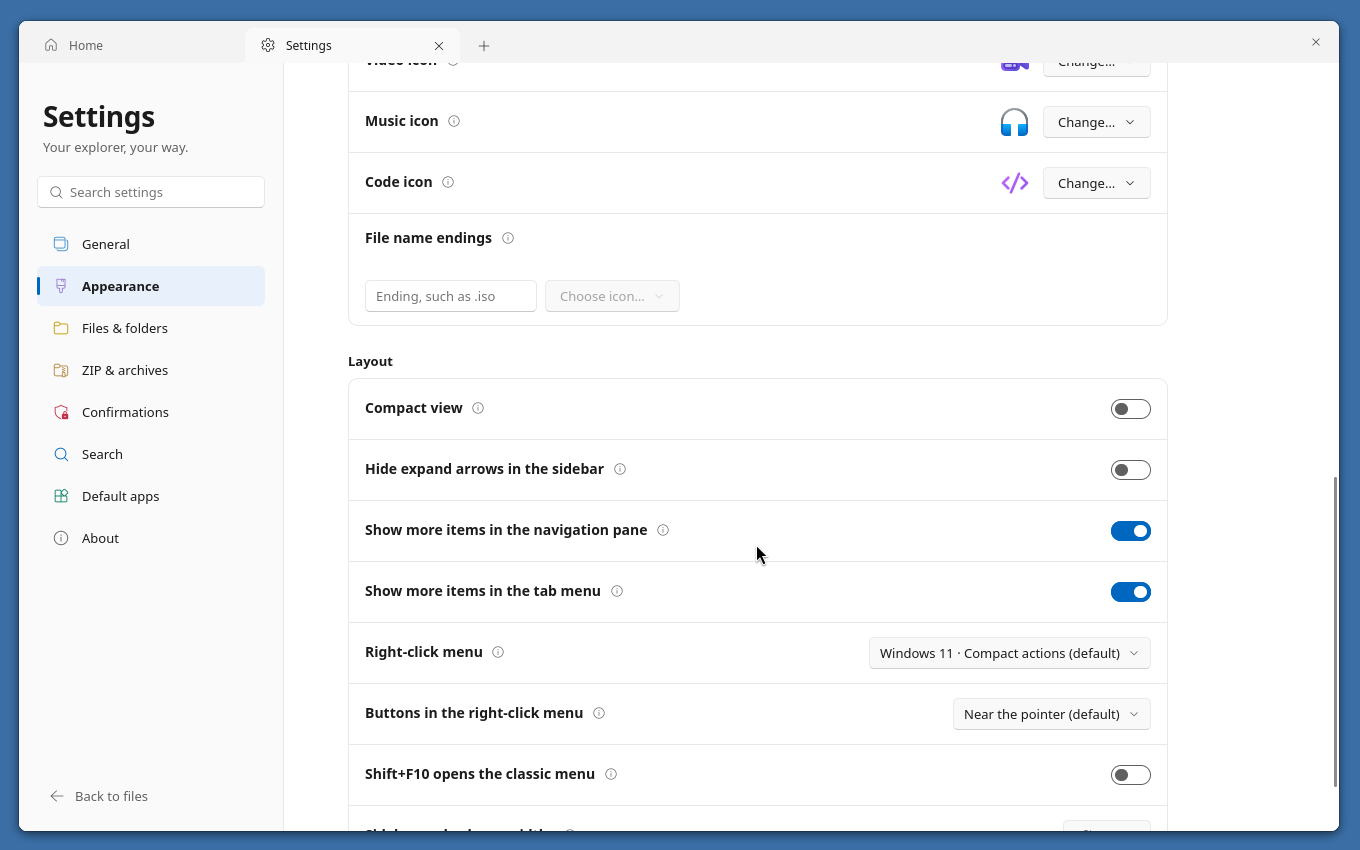 Home
Settings
Settings
Your explorer, your way.
Search settings
General
Appearance
Files & folders
ZIP & archives
Confirmations
Search
Default apps
About
Back to files
Video icon
Change...
Music icon
Change...
Code icon
Change...
File name endings
Ending, such as .iso
Choose icon...
Layout
Compact view
Hide expand arrows in the sidebar
Show more items in the navigation pane
Show more items in the tab menu
Right-click menu
Windows 11 · Compact actions (default)
Buttons in the right-click menu
Near the pointer (default)
Shift+F10 opens the classic menu